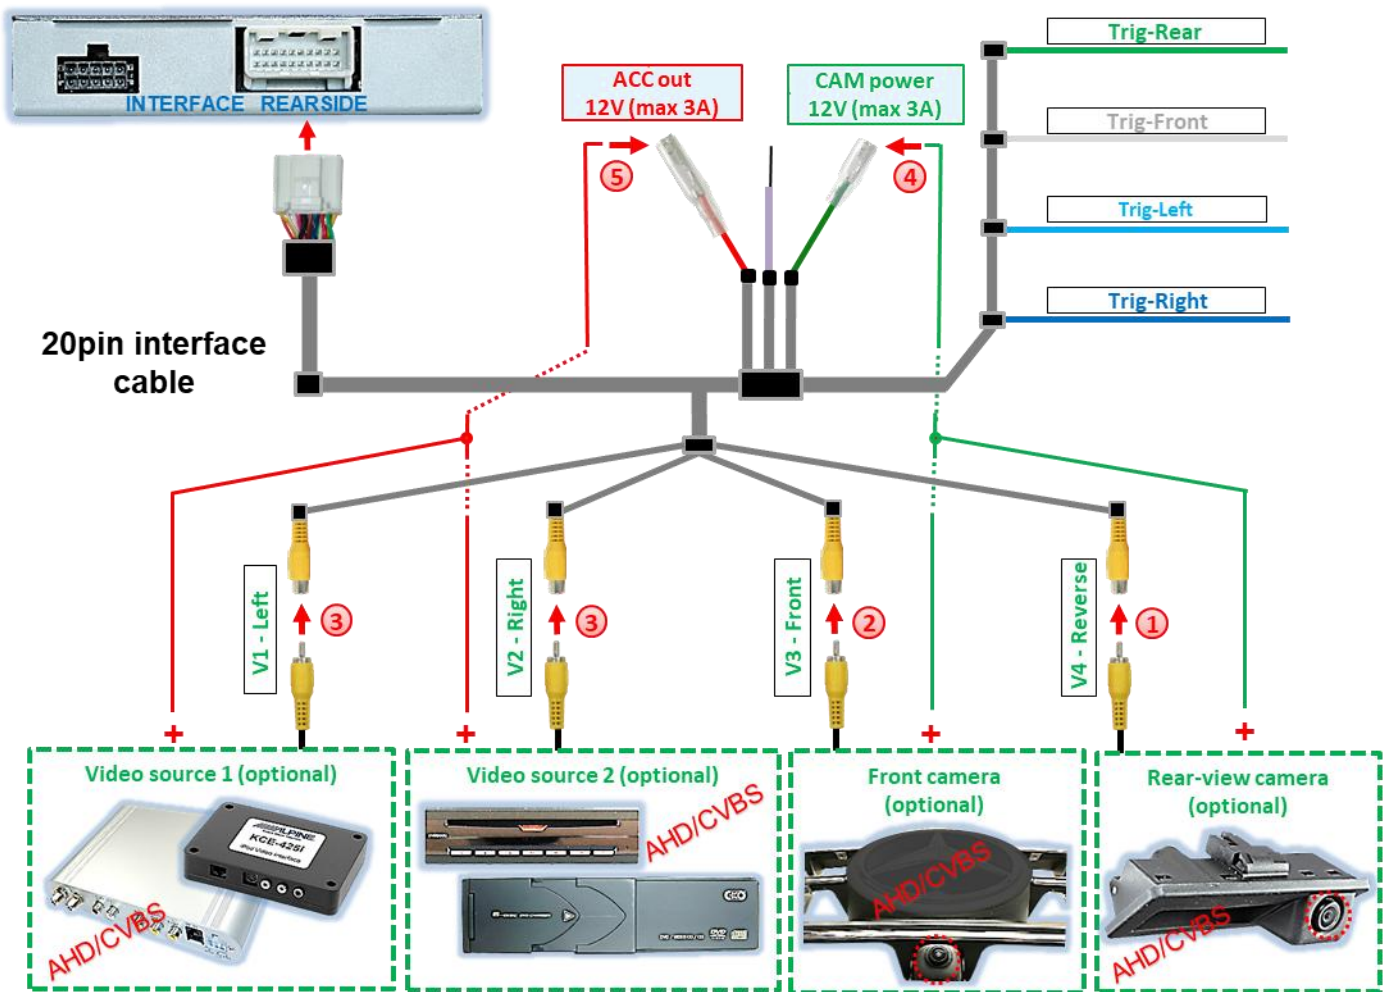 INTERFACE REARSIDE
ACC out
12V (max 3A)
CAM power
12V (max 3A)
Trig-Rear
Trig-Front
Trig-Left
Trig-Right
5
4
20pin interface
cable
V1 - Left
3
V2 - Right
3
V3 - Front
2
V4 - Reverse
1
+
+
+
+
Video source 1 (optional)
ALPINE
KCE-425i
iPod Video Interface
AHD/CVBS
Video source 2 (optional)
AHD/CVBS
Front camera
(optional)
AHD/CVBS
Rear-view camera
(optional)
AHD/CVBS